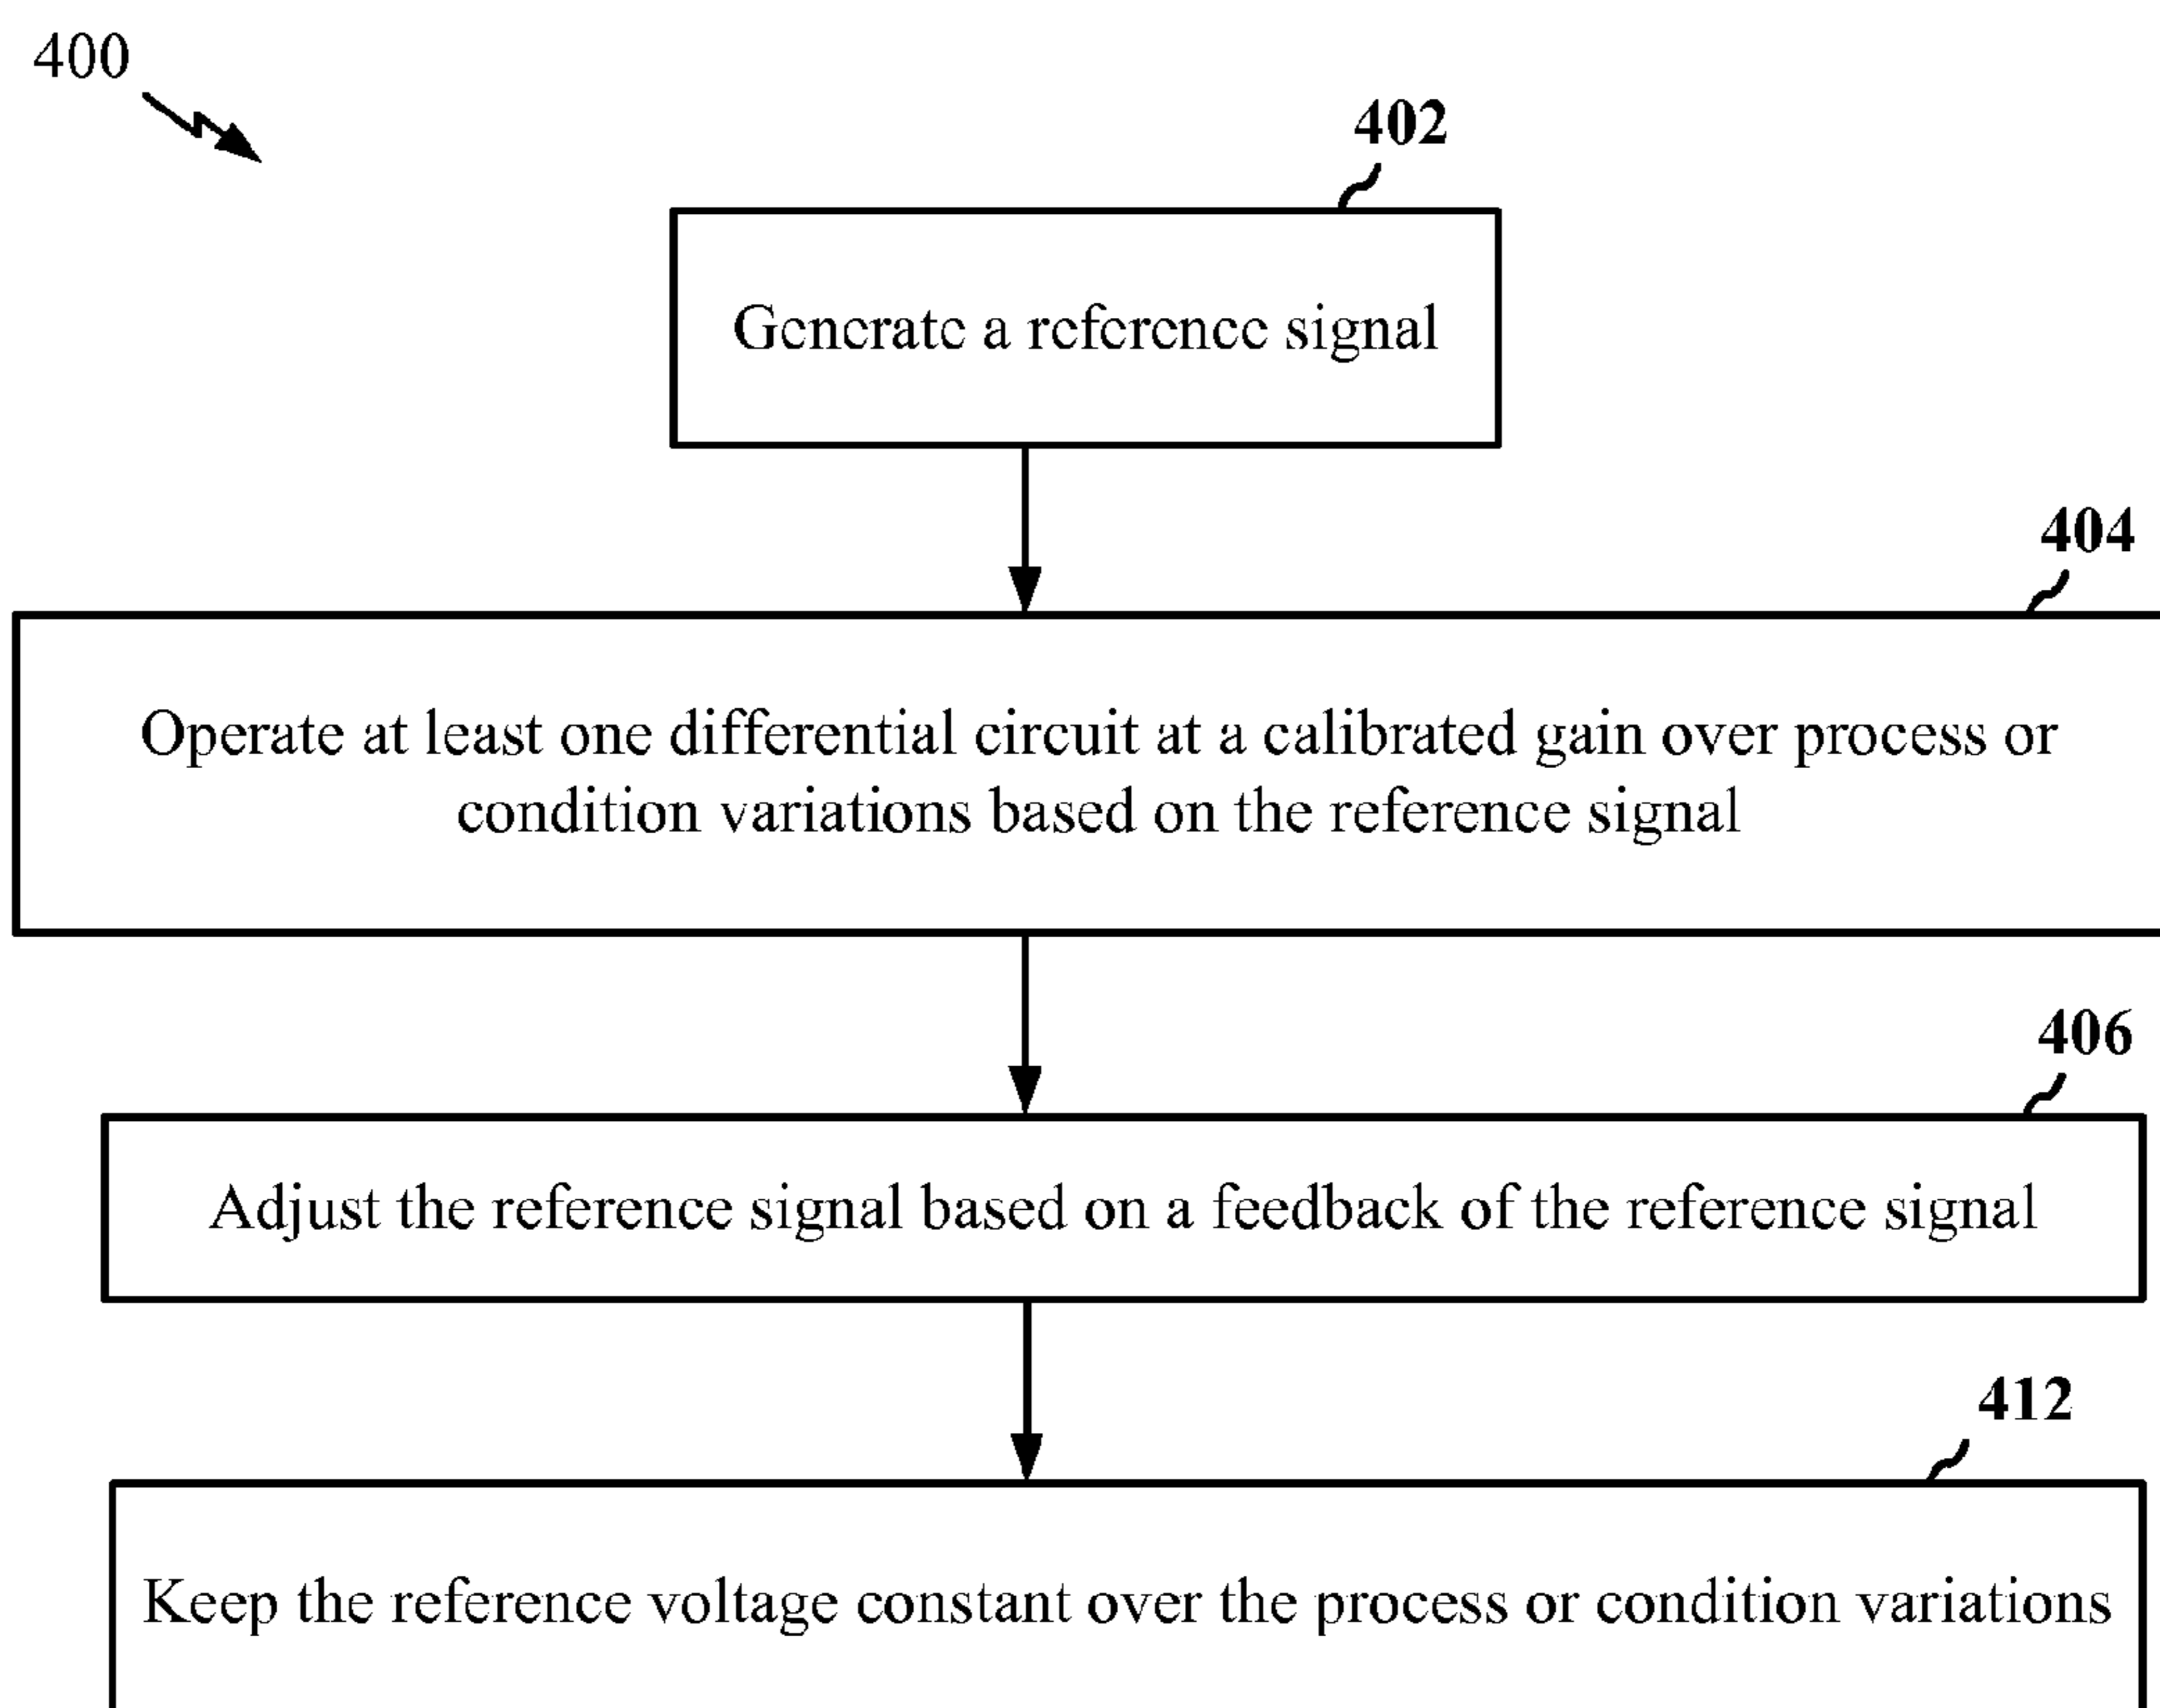 400
402
Generate a reference signal
404
Operate at least one differential circuit at a calibrated gain over process or
condition variations based on the reference signal
406
Adjust the reference signal based on a feedback of the reference signal
412
Keep the reference voltage constant over the process or condition variations